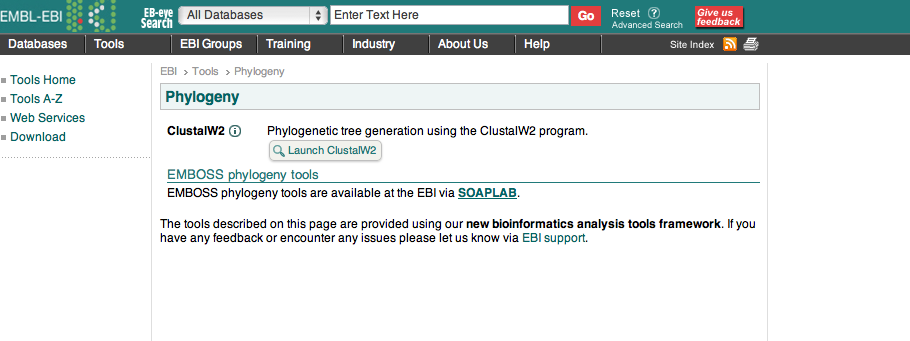 EMBL-EBI
EB-eye
Search
All Databases
Enter Text Here
Go
Reset ?
Advanced Search
Give us
feedback
Databases Tools EBI Groups Training Industry About Us Help Site Index
Tools Home
Tools A-Z
Web Services
Download
EBI > Tools > Phylogeny
Phylogeny
ClustalW2 i Phylogenetic tree generation using the ClustalW2 program.
Launch ClustalW2
EMBOSS phylogeny tools
EMBOSS phylogeny tools are available at the EBI via SOAPLAB.
The tools described on this page are provided using our new bioinformatics analysis tools framework. If you
have any feedback or encounter any issues please let us know via EBI support.